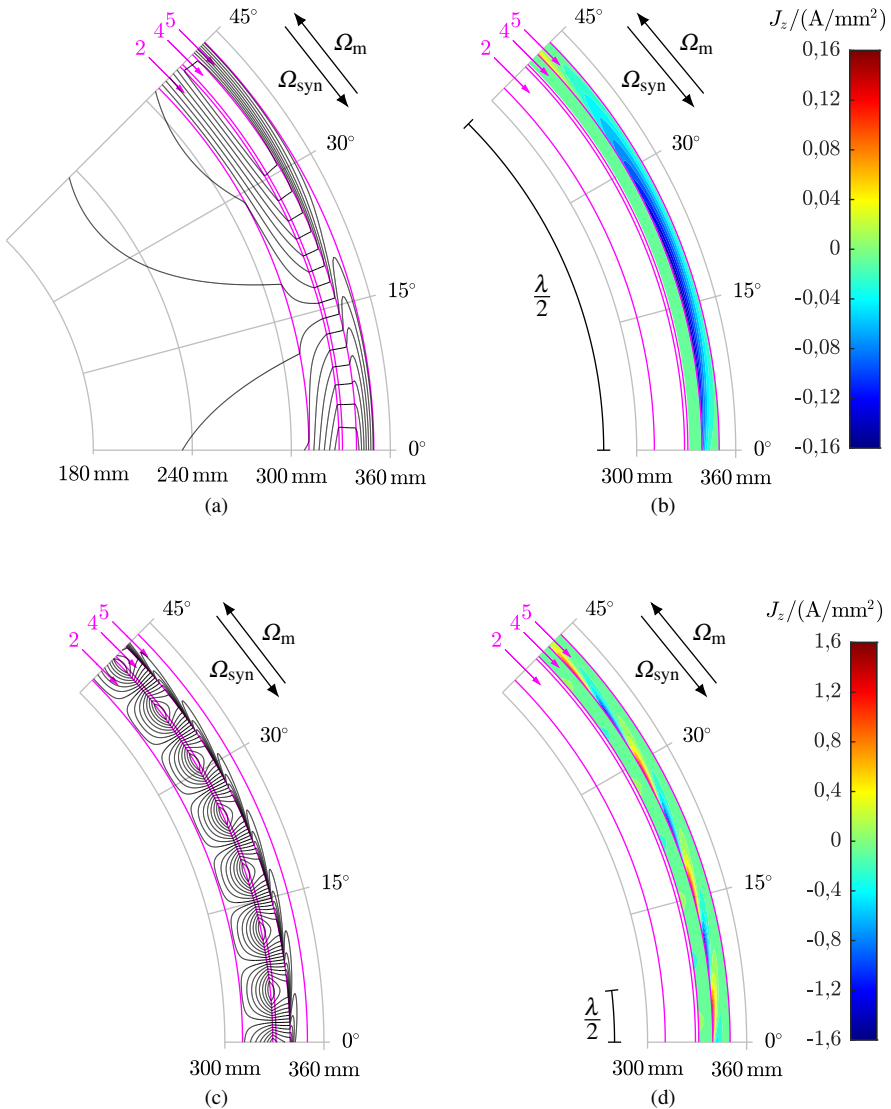 45°
5
4
2
Ω_m
Ω_syn
30°
15°
0°
180 mm 240 mm 300 mm 360 mm
(a)
J_z/(A/mm²)
45°
5
4
2
Ω_m
Ω_syn
30°
15°
0°
λ/2
300 mm 360 mm
0,16
0,12
0,08
0,04
0
-0,04
-0,08
-0,12
-0,16
(b)
45°
5
4
2
Ω_m
Ω_syn
30°
15°
0°
300 mm 360 mm
(c)
J_z/(A/mm²)
45°
5
4
2
Ω_m
Ω_syn
30°
15°
0°
λ/2
300 mm 360 mm
1,6
1,2
0,8
0,4
0
-0,4
-0,8
-1,2
-1,6
(d)